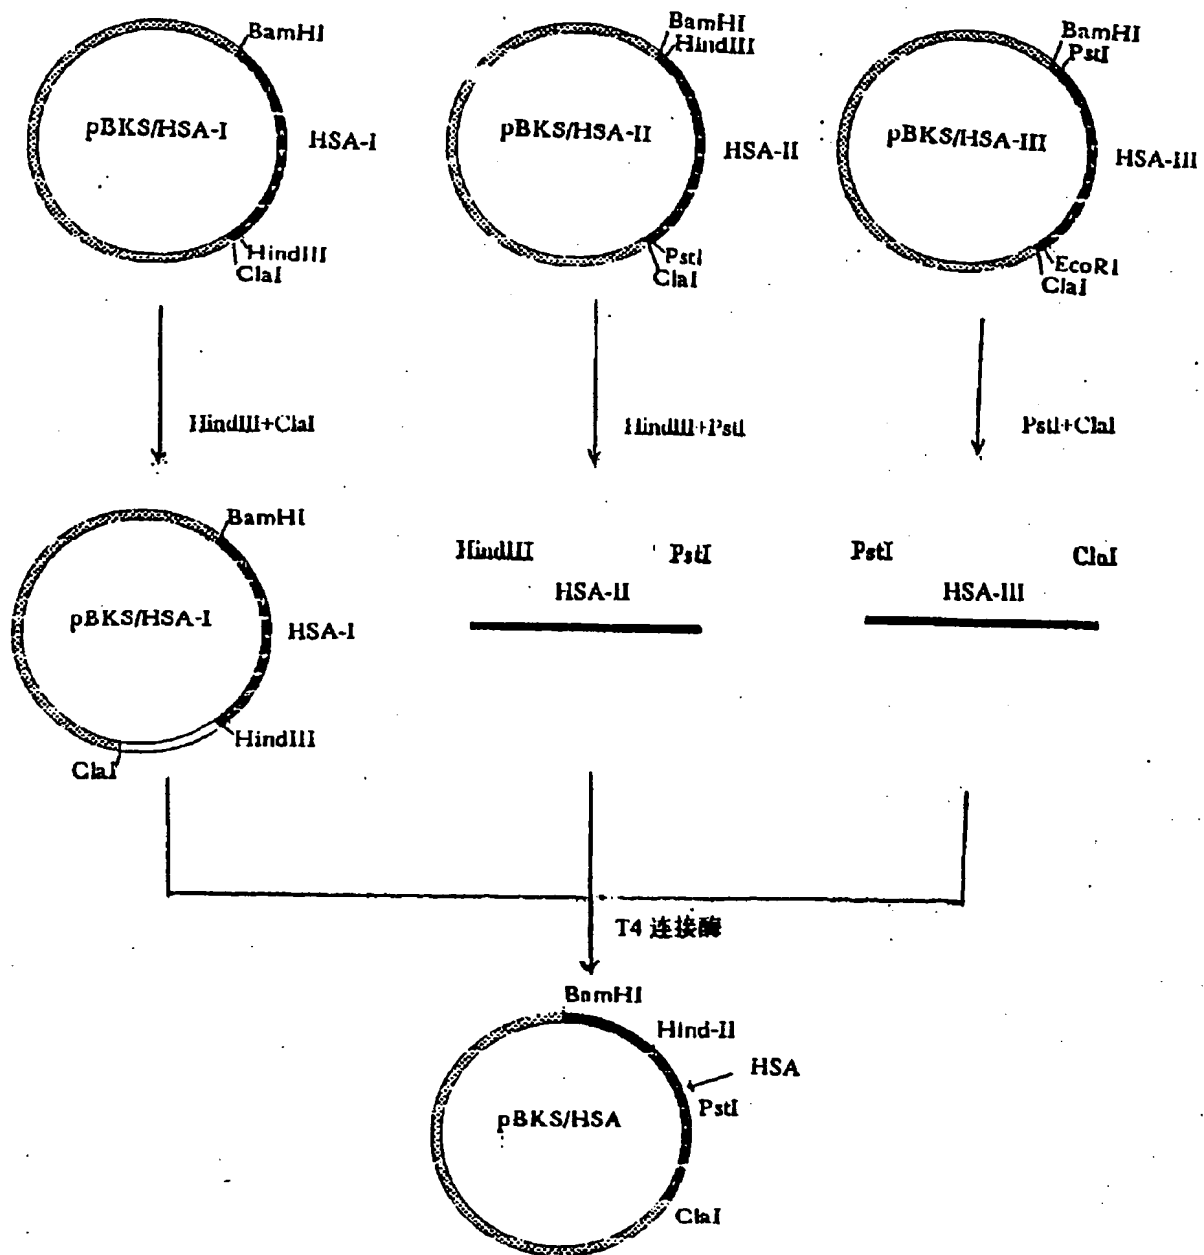 BamHI
pBKS/HSA-I
HSA-I
HindIII
ClaI
BamHI
HindIII
pBKS/HSA-II
HSA-II
PstI
ClaI
BamHI
PstI
pBKS/HSA-III
HSA-III
EcoRI
ClaI
HindIII+ClaI
HindIII+PstI
PstI+ClaI
BamHI
pBKS/HSA-I
HSA-I
HindIII
ClaI
HindIII
PstI
HSA-II
PstI
ClaI
HSA-III
T4 连接酶
BamHI
Hind-II
HSA
PstI
pBKS/HSA
ClaI